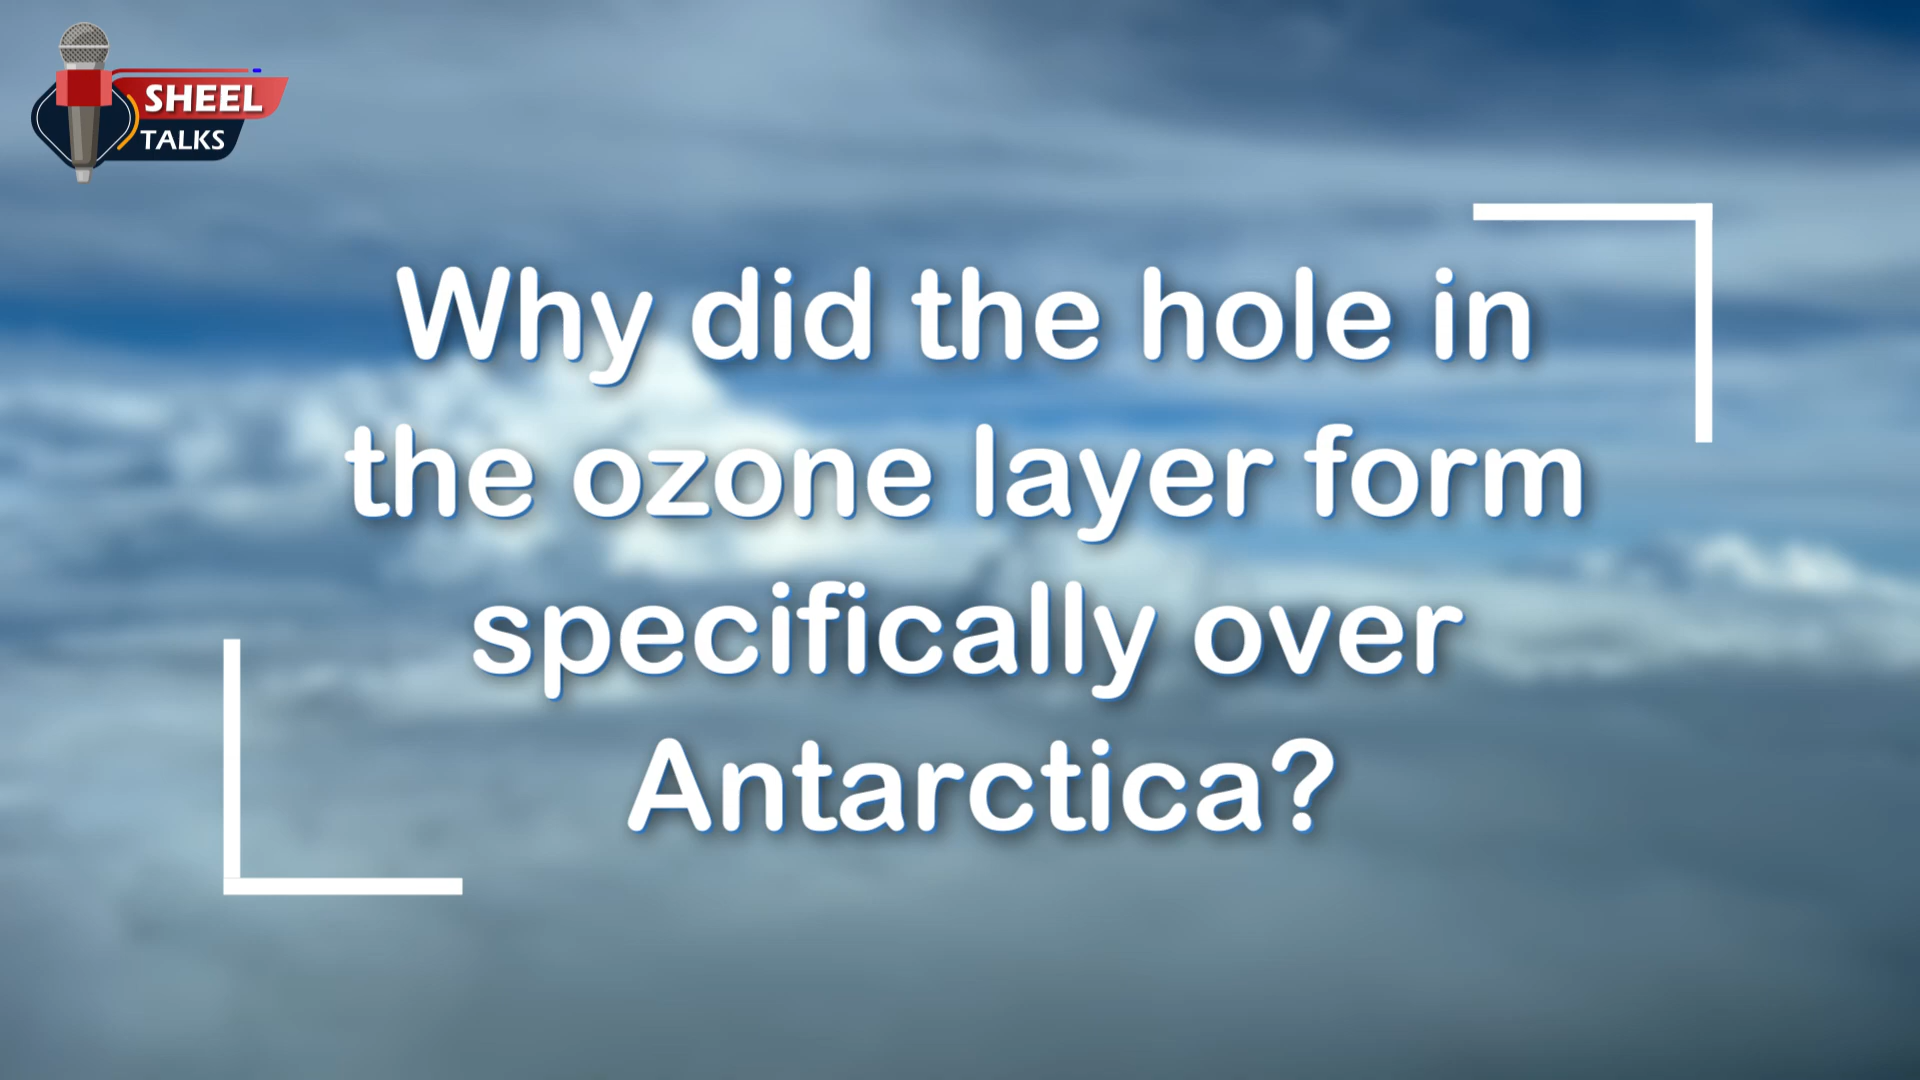 SHEEL
TALKS
Why did the hole in
the ozone layer form
specifically over
Antarctica?